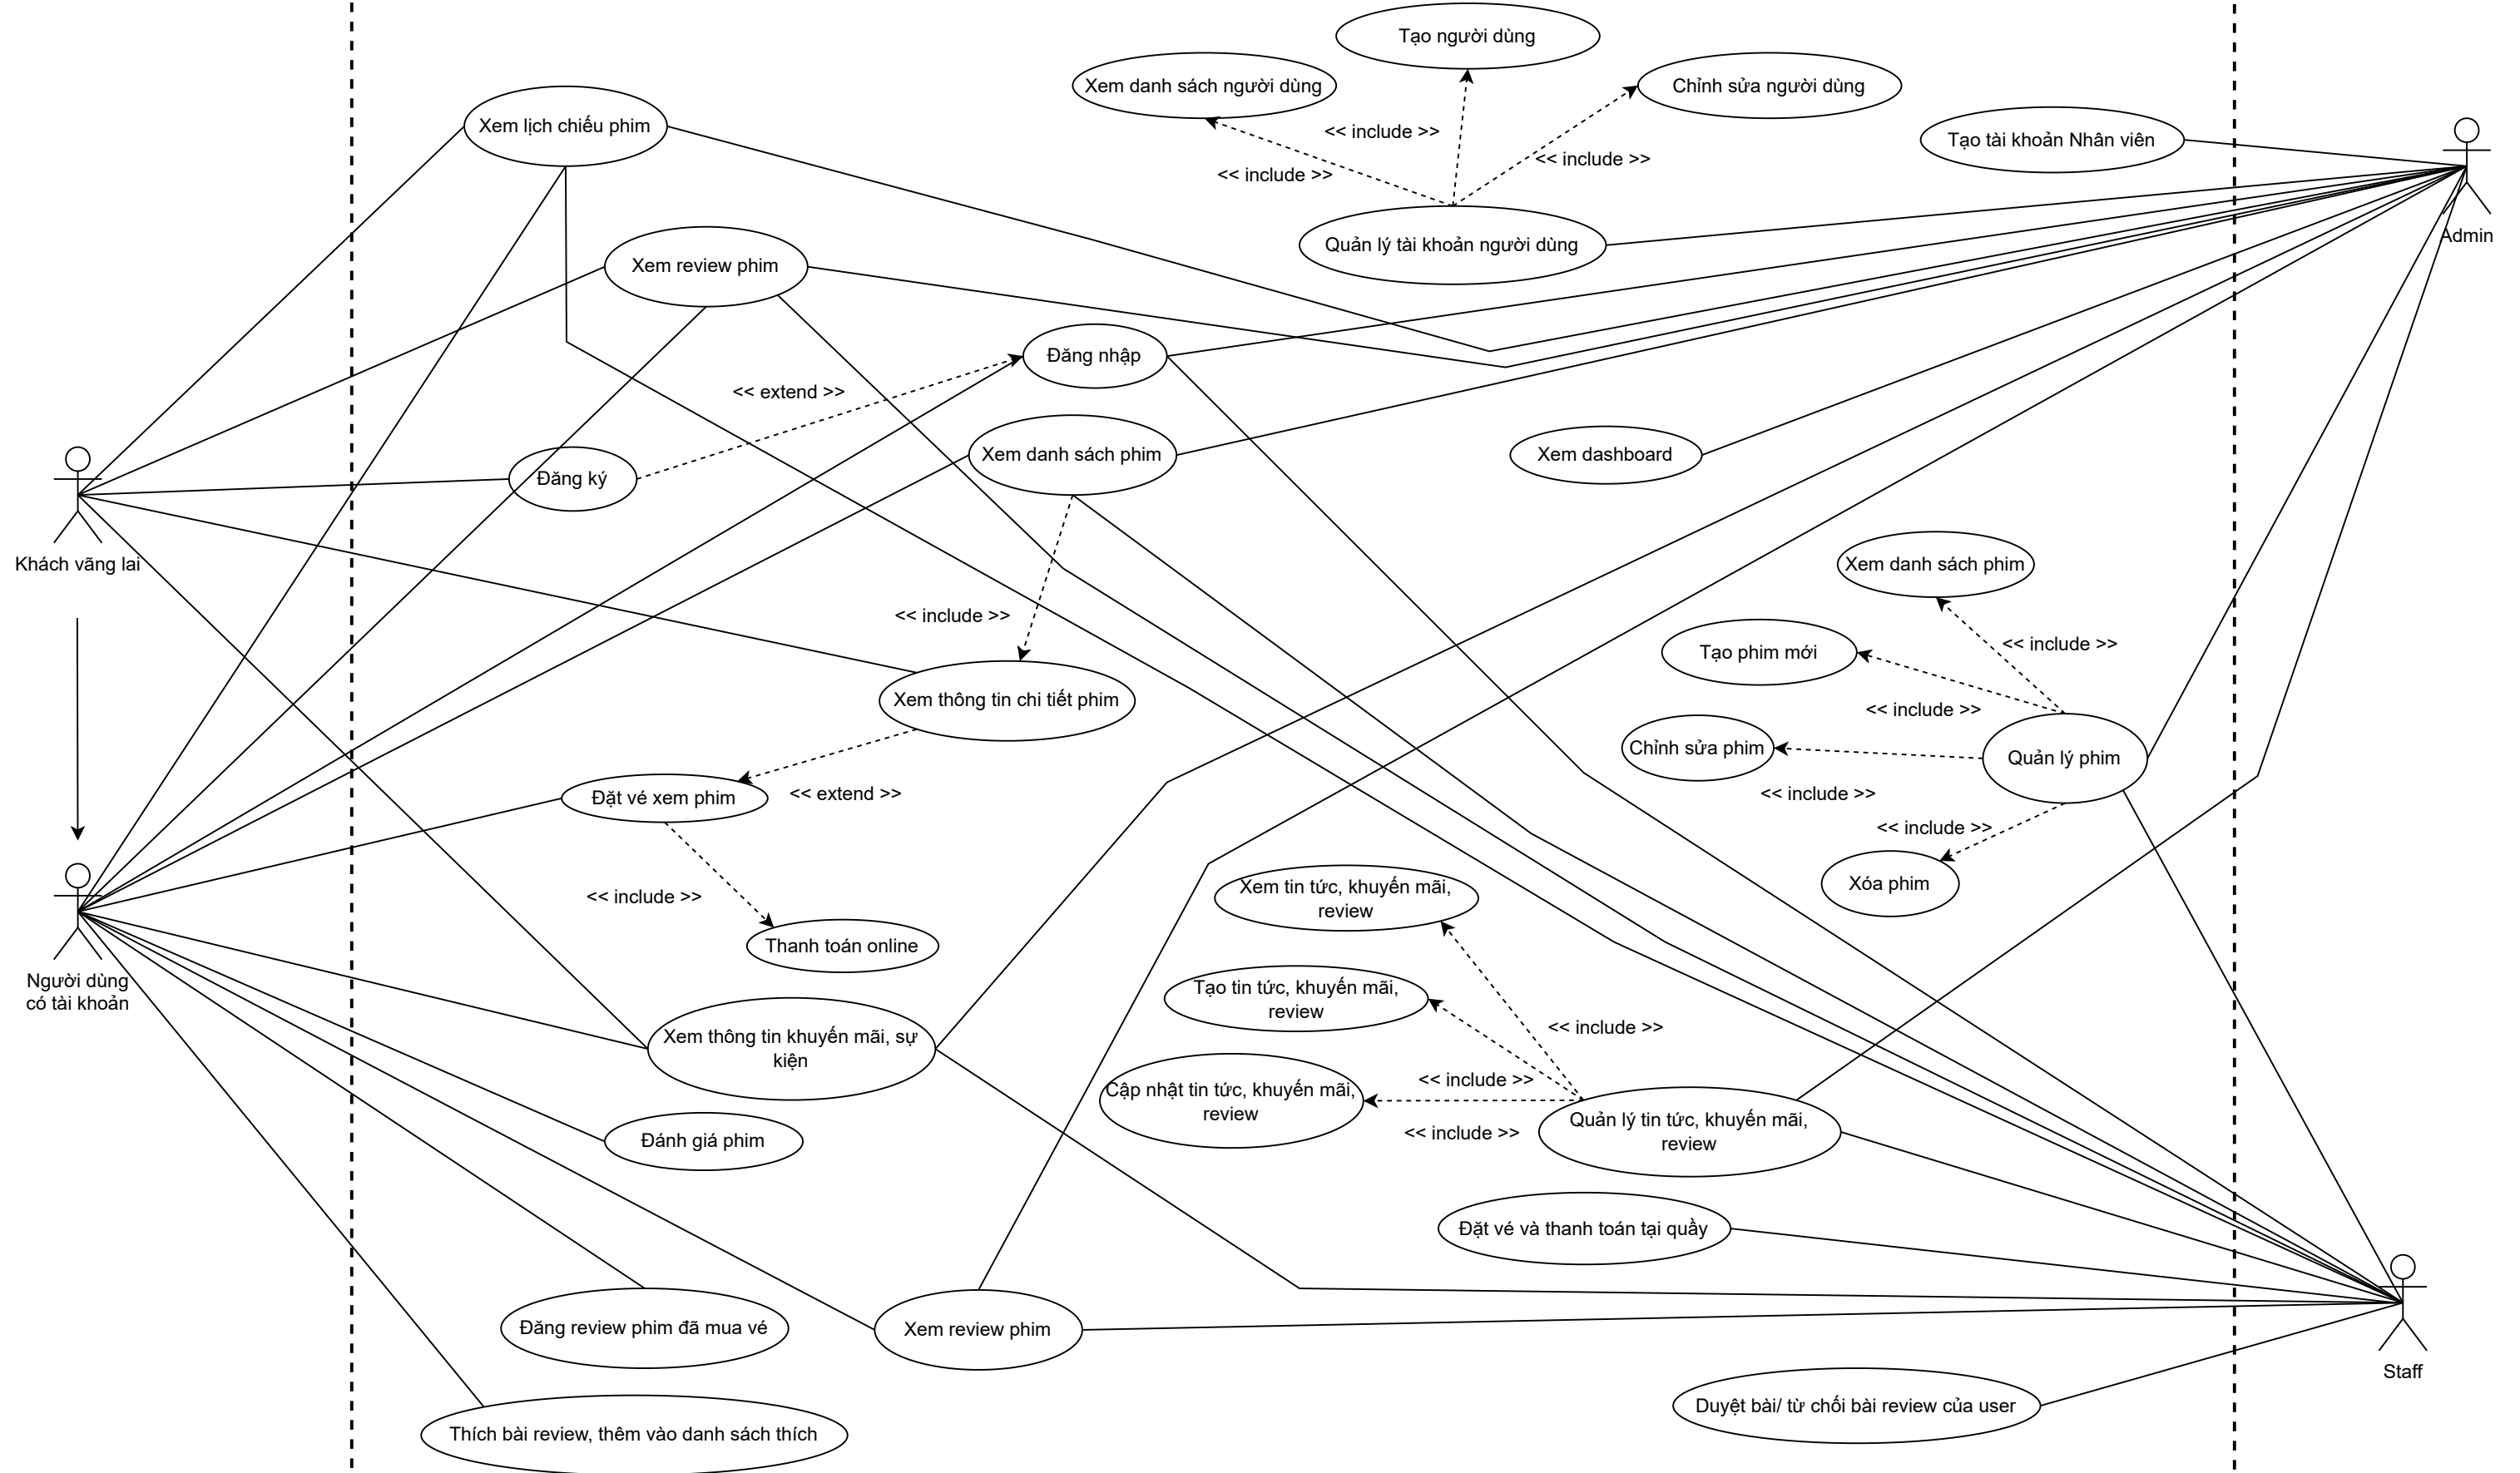 Tạo người dùng
Xem danh sách người dùng
Chỉnh sửa người dùng
Xem lịch chiếu phim
<< include >>
Tạo tài khoản Nhân viên
<< include >>
<< include >>
Admin
Quản lý tài khoản người dùng
Xem review phim
Đăng nhập
<< extend >>
Xem danh sách phim
Xem dashboard
Đăng ký
Khách vãng lai
Xem danh sách phim
<< include >>
<< include >>
Tạo phim mới
Xem thông tin chi tiết phim
<< include >>
Chỉnh sửa phim
Quản lý phim
Đặt vé xem phim
<< extend >>
<< include >>
<< include >>
Xóa phim
<< include >>
Xem tin tức, khuyến mãi,
review
Thanh toán online
Người dùng
có tài khoản
Tạo tin tức, khuyến mãi,
review
<< include >>
Xem thông tin khuyến mãi, sự
kiện
<< include >>
Cập nhật tin tức, khuyến mãi,
review
<< include >>
Quản lý tin tức, khuyến mãi,
review
Đánh giá phim
Đặt vé và thanh toán tại quầy
Đăng review phim đã mua vé
Xem review phim
Staff
Duyệt bài/ từ chối bài review của user
Thích bài review, thêm vào danh sách thích